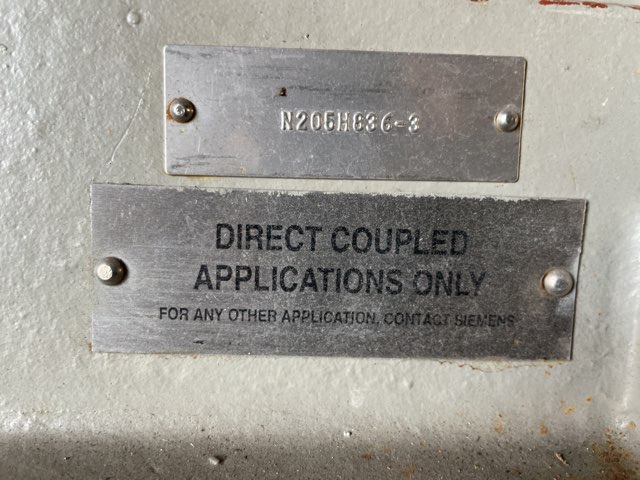 N205H836-3
DIRECT COUPLED
APPLICATIONS ONLY
FOR ANY OTHER APPLICATION, CONTACT SIEMENS